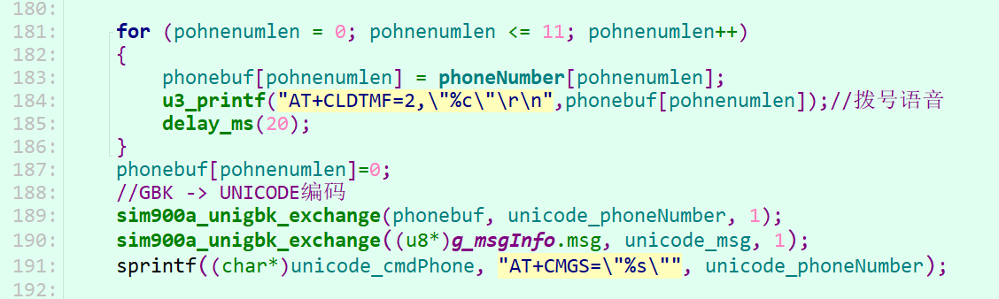 180:
181: for (pohnenumlen = 0; pohnenumlen <= 11; pohnenumlen++)
182: {
183: phonebuf[pohnenumlen] = phoneNumber[pohnenumlen];
184: u3_printf("AT+CLDTMF=2,\"%c\"\r\n",phonebuf[pohnenumlen]);//拨号语音
185: delay_ms(20);
186: }
187: phonebuf[pohnenumlen]=0;
188: //GBK -> UNICODE编码
189: sim900a_unigbk_exchange(phonebuf, unicode_phoneNumber, 1);
190: sim900a_unigbk_exchange((u8*)g_msgInfo.msg, unicode_msg, 1);
191: sprintf((char*)unicode_cmdPhone, "AT+CMGS=\"%s\"", unicode_phoneNumber);
192: